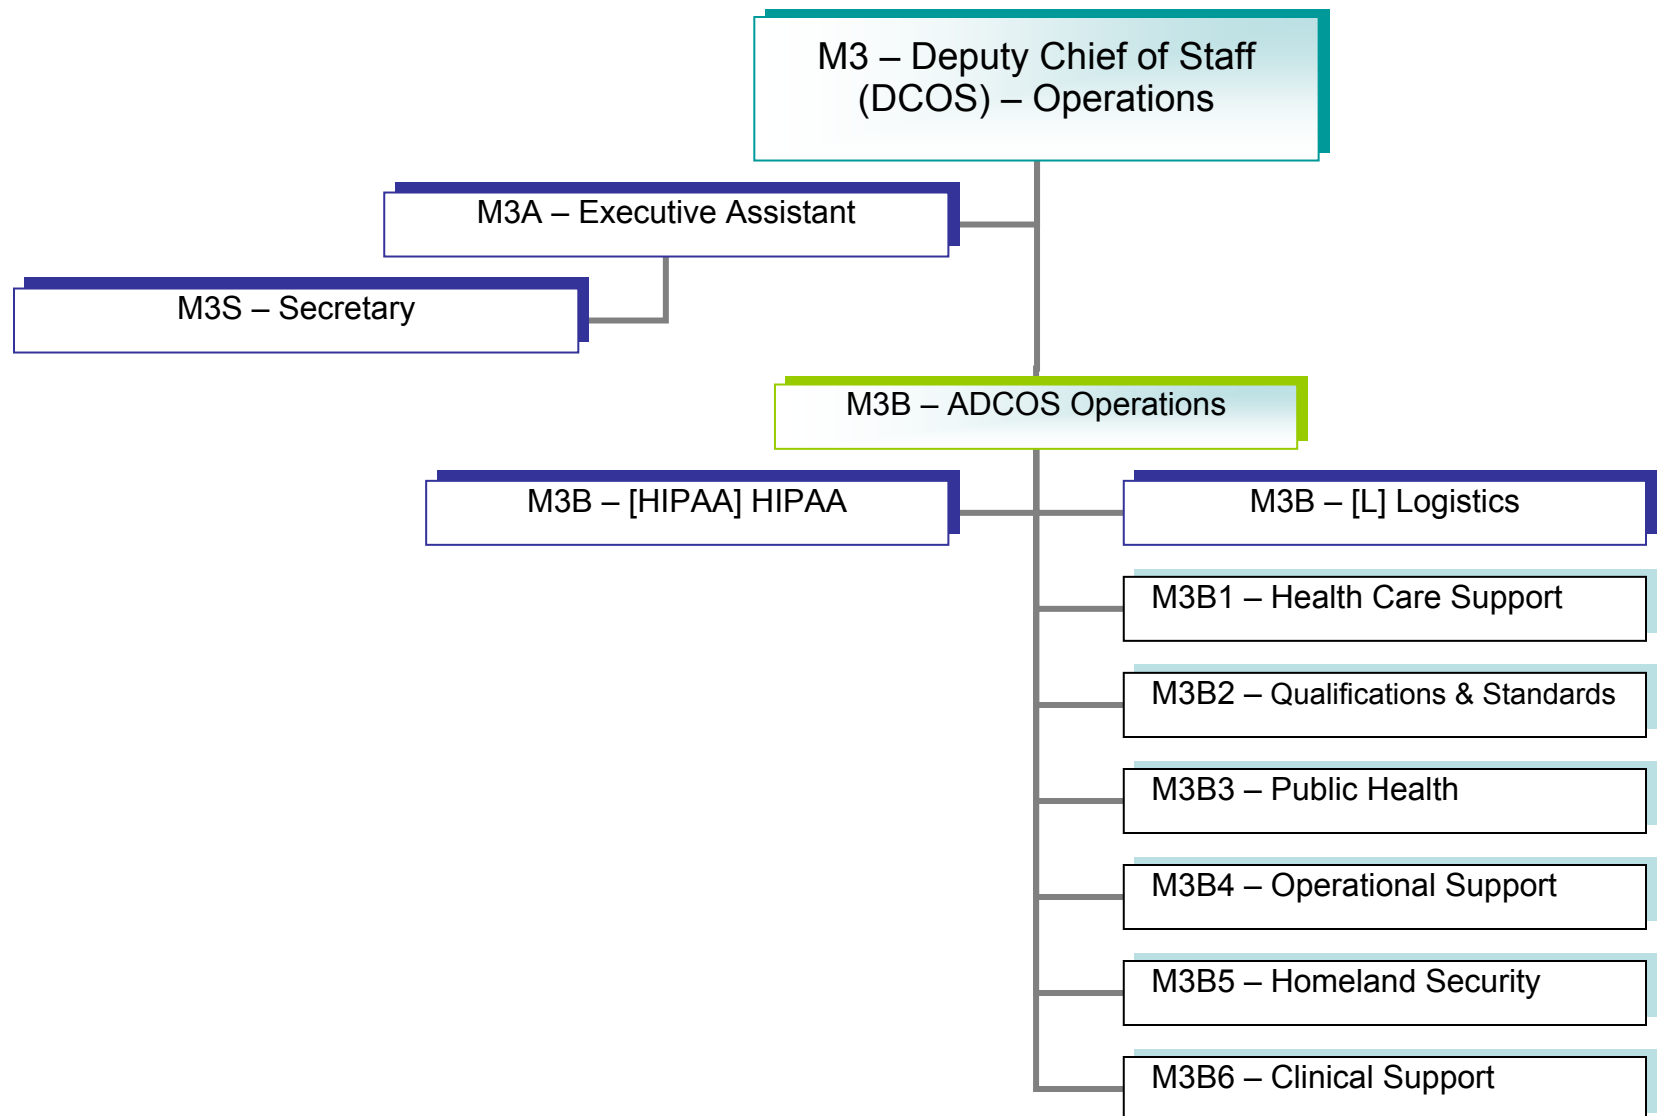 M3 – Deputy Chief of Staff
(DCOS) – Operations
M3A – Executive Assistant
M3S – Secretary
M3B – ADCOS Operations
M3B – [HIPAA] HIPAA
M3B – [L] Logistics
M3B1 – Health Care Support
M3B2 – Qualifications & Standards
M3B3 – Public Health
M3B4 – Operational Support
M3B5 – Homeland Security
M3B6 – Clinical Support